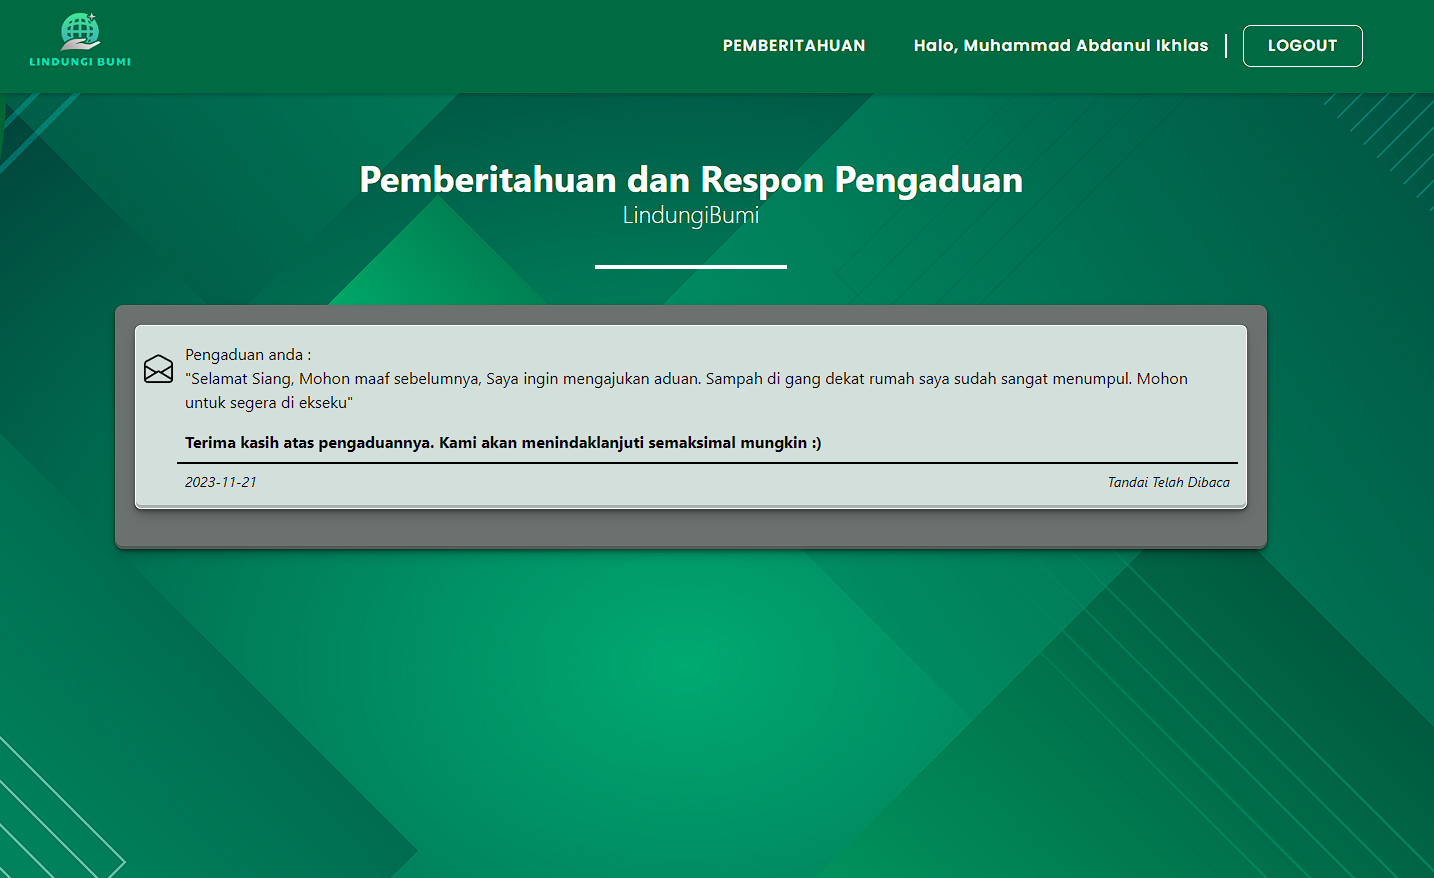 LINDUNGI BUMI
PEMBERITAHUAN
Halo, Muhammad Abdanul Ikhlas
LOGOUT
Pemberitahuan dan Respon Pengaduan
LindungiBumi
Pengaduan anda :
"Selamat Siang, Mohon maaf sebelumnya, Saya ingin mengajukan aduan. Sampah di gang dekat rumah saya sudah sangat menumpul. Mohon
untuk segera di ekseku"
Terima kasih atas pengaduannya. Kami akan menindaklanjuti semaksimal mungkin :)
2023-11-21
Tandai Telah Dibaca